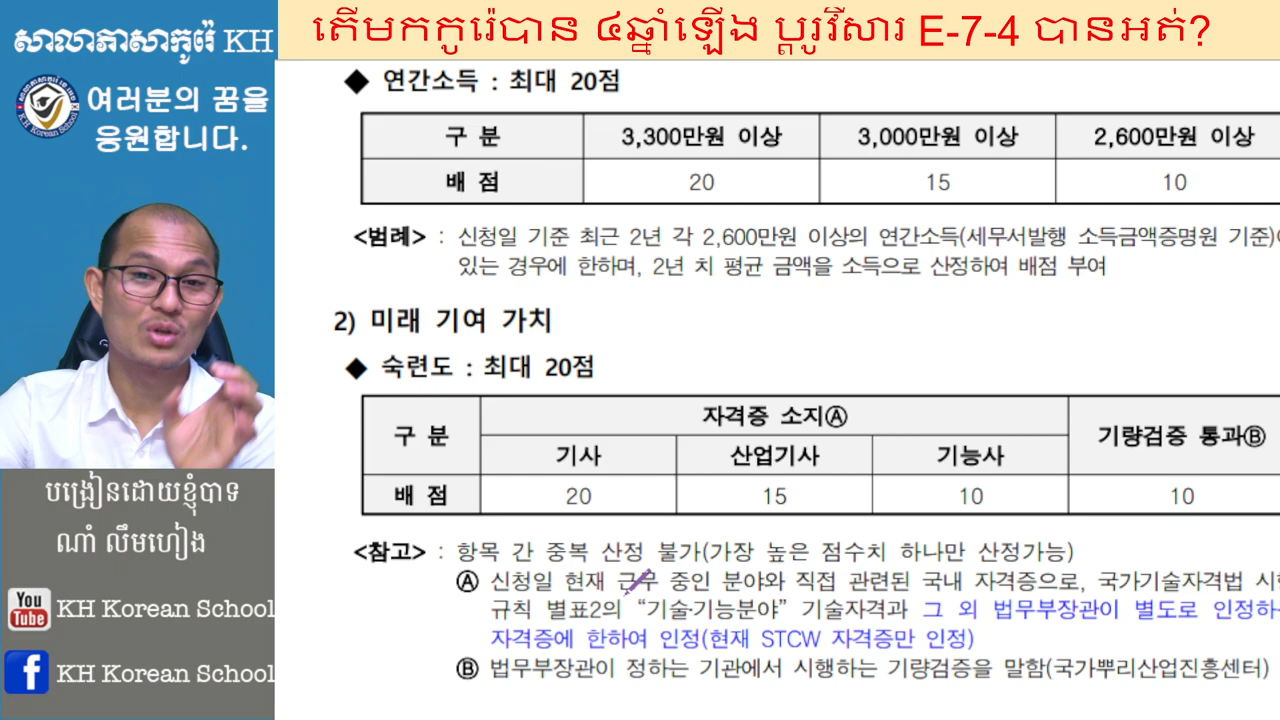 សាលាភាសាកូរ៉េ KH
여러분의 꿈을
응원합니다.
KH Korean School
តើមកកូរ៉េបាន ៤ឆ្នាំឡើង ប្ដូរវីសារ E-7-4 បានអត់?
◆ 연간소득 : 최대 20점
구 분 3,300만원 이상 3,000만원 이상 2,600만원 이상
배 점 20 15 10
<범례> : 신청일 기준 최근 2년 각 2,600만원 이상의 연간소득(세무서발행 소득금액증명원 기준)이
있는 경우에 한하며, 2년 치 평균 금액을 소득으로 산정하여 배점 부여
2) 미래 기여 가치
◆ 숙련도 : 최대 20점
구 분 자격증 소지Ⓐ 기량검증 통과Ⓑ
기사 산업기사 기능사
배 점 20 15 10 10
<참고> : 항목 간 중복 산정 불가(가장 높은 점수치 하나만 산정가능)
Ⓐ 신청일 현재 근무 중인 분야와 직접 관련된 국내 자격증으로, 국가기술자격법 시행
규칙 별표2의 “기술·기능분야” 기술자격과 그 외 법무부장관이 별도로 인정하는
자격증에 한하여 인정(현재 STCW 자격증만 인정)
Ⓑ 법무부장관이 정하는 기관에서 시행하는 기량검증을 말함(국가뿌리산업진흥센터)
បង្រៀនដោយខ្ញុំបាទ
ណាំ លឹមហៀង
You Tube KH Korean School
f KH Korean School